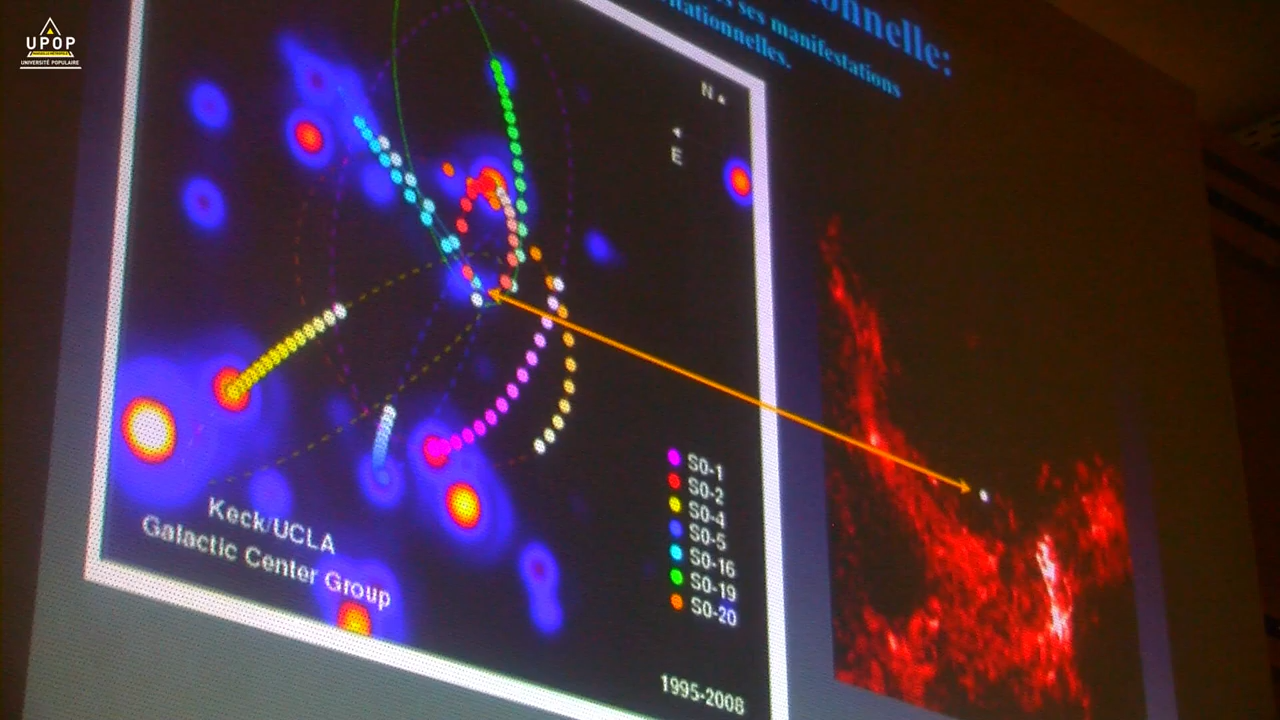 UPOP
UNIVERSITÉ POPULAIRE
onnelle:
ses manifestations
itationnelles.
N
E
S0-1
S0-2
S0-4
S0-5
S0-16
S0-19
S0-20
Keck/UCLA
Galactic Center Group
1995-2008